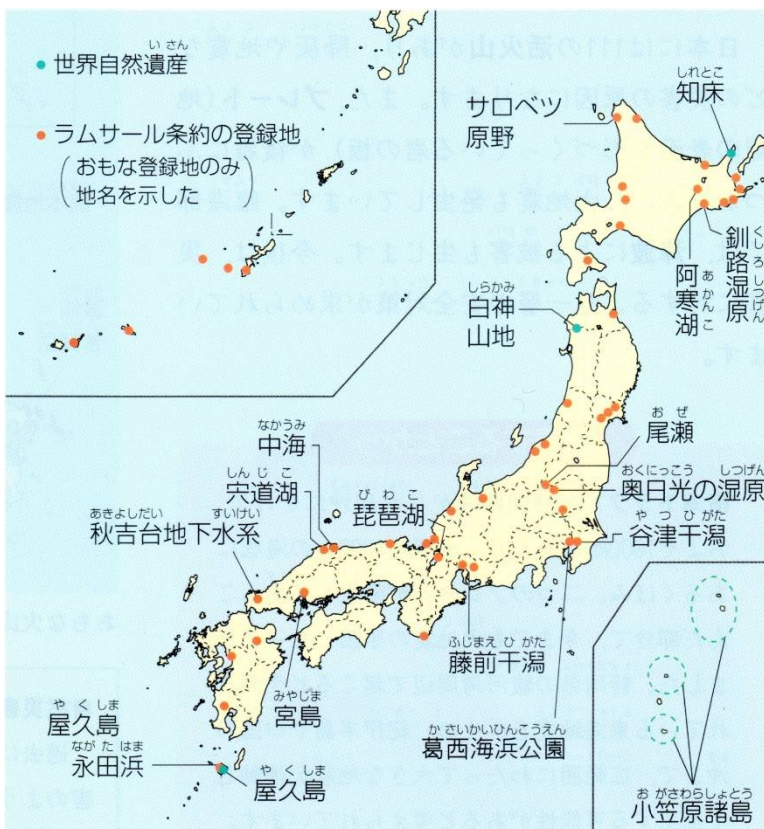 世界自然遺産
いさん
ラムサール条約の登録地
おもな登録地のみ
地名を示した
サロベツ
原野
しれとこ
知床
くしろしつげん
釧路湿原
あかんこ
阿寒湖
しらかみ
白神
山地
おぜ
尾瀬
おくにっこう しつげん
奥日光の湿原
やつひがた
谷津干潟
なかうみ
中海
しんじこ
宍道湖
びわこ
琵琶湖
あきよしだい すいけい
秋吉台地下水系
ふじまえひがた
藤前干潟
みやじま
宮島
かさいかいひんこうえん
葛西海浜公園
やくしま
屋久島
ながたはま
永田浜
やくしま
屋久島
おがさわらしょとう
小笠原諸島